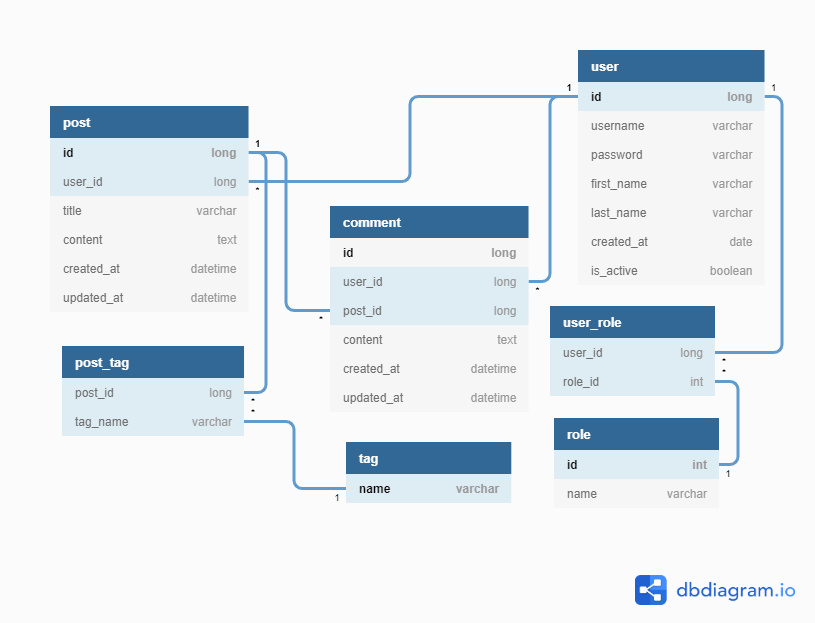 post
id long
user_id long
title varchar
content text
created_at datetime
updated_at datetime
1
*
post_tag
post_id long
tag_name varchar
*
*
comment
id long
user_id long
post_id long
content text
created_at datetime
updated_at datetime
*
*
tag
name varchar
1
user
id long
username varchar
password varchar
first_name varchar
last_name varchar
created_at date
is_active boolean
1
1
user_role
user_id long
role_id int
*
*
role
id int
name varchar
1
dbdiagram.io